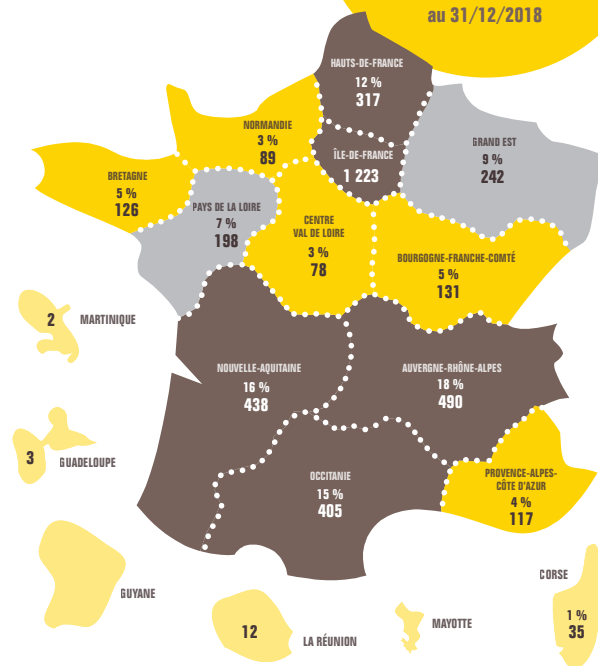 au 31/12/2018
HAUTS-DE-FRANCE
12 %
317
NORMANDIE
3 %
89
ÎLE-DE-FRANCE
1 223
GRAND EST
9 %
242
BRETAGNE
5 %
126
PAYS DE LA LOIRE
7 %
198
CENTRE
VAL DE LOIRE
3 %
78
BOURGOGNE-FRANCHE-COMTÉ
5 %
131
2
MARTINIQUE
NOUVELLE-AQUITAINE
16 %
438
AUVERGNE-RHÔNE-ALPES
18 %
490
3
GUADELOUPE
OCCITANIE
15 %
405
PROVENCE-ALPES-
CÔTE D'AZUR
4 %
117
GUYANE
12
LA RÉUNION
MAYOTTE
CORSE
1 %
35